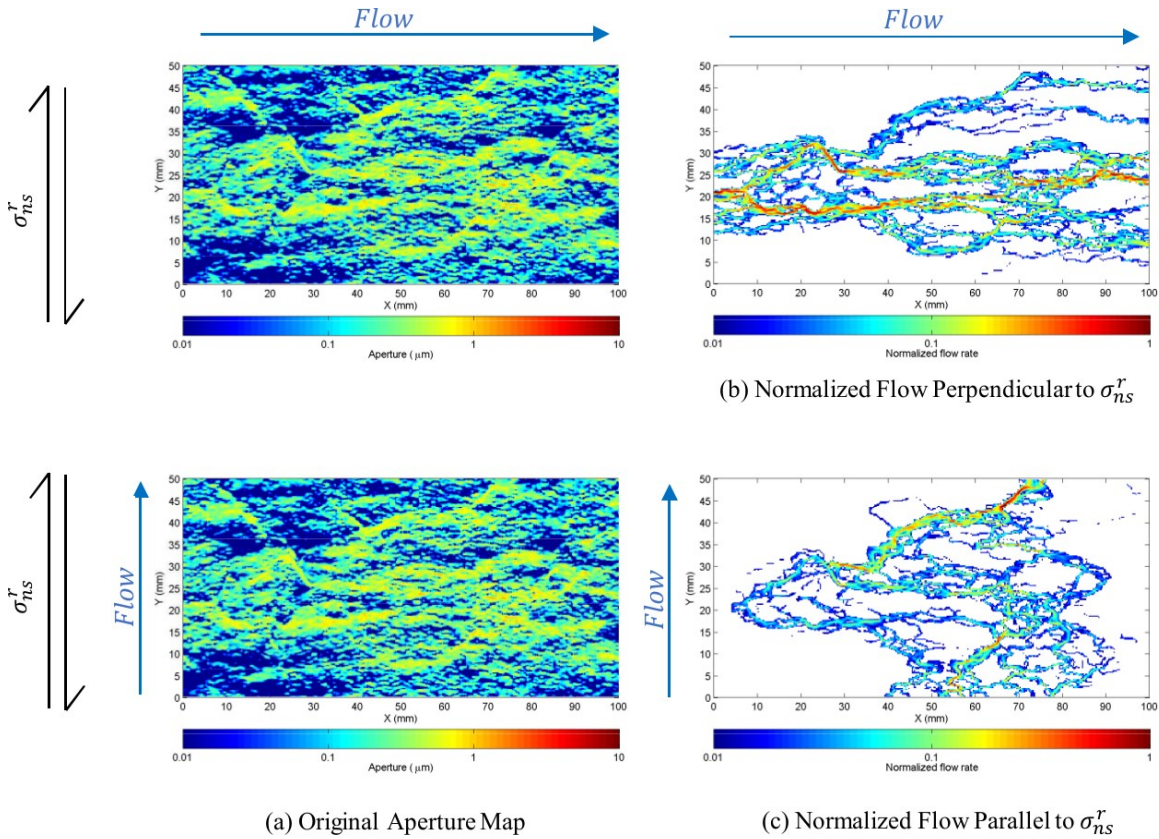 Flow
Flow
σ^r_ns
50
45
40
35
30
25
20
15
10
5
0
Y (mm)
0 10 20 30 40 50 60 70 80 90 100
X (mm)
0.01 0.1 1 10
Aperture ( μm)
50
45
40
35
30
25
20
15
10
5
0
Y (mm)
0 10 20 30 40 50 60 70 80 90 100
X (mm)
0.01 0.1 1
Normalized flow rate
(b) Normalized Flow Perpendicular to σ^r_ns
σ^r_ns
Flow
50
45
40
35
30
25
20
15
10
5
0
Y (mm)
0 10 20 30 40 50 60 70 80 90 100
X (mm)
0.01 0.1 1 10
Aperture ( μm)
Flow
50
45
40
35
30
25
20
15
10
5
0
Y (mm)
0 10 20 30 40 50 60 70 80 90 100
X (mm)
0.01 0.1 1
Normalized flow rate
(a) Original Aperture Map
(c) Normalized Flow Parallel to σ^r_ns